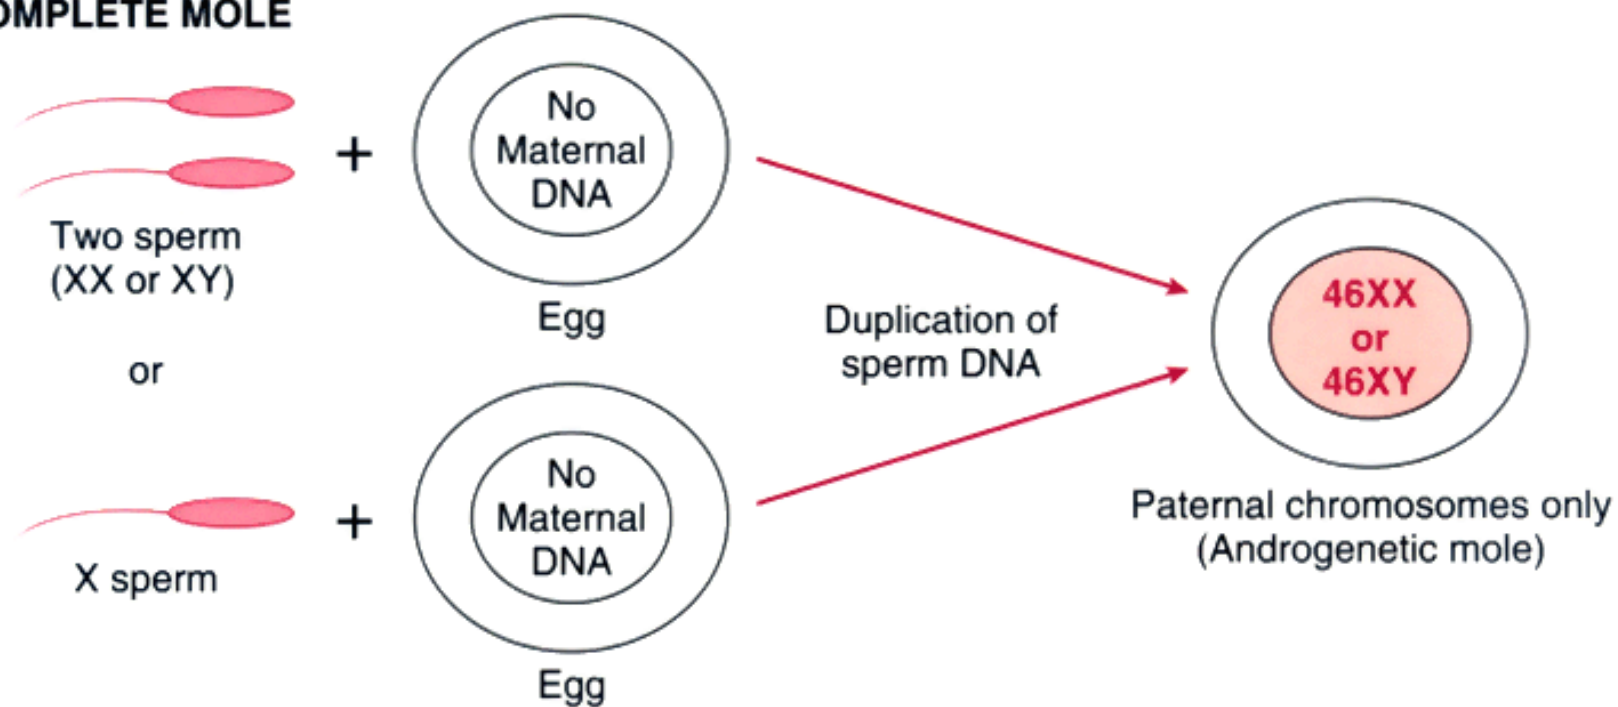 OMPLETE MOLE
No
Maternal
DNA
+
Two sperm
(XX or XY)
Egg
or
Duplication of
sperm DNA
46XX
or
46XY
Paternal chromosomes only
(Androgenetic mole)
No
Maternal
DNA
+
X sperm
Egg